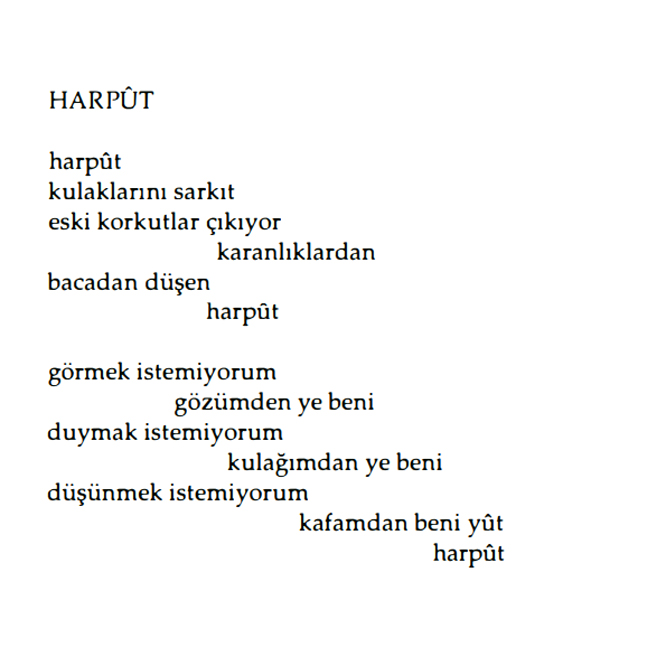 HARPÛT
harpût
kulaklarını sarkıt
eski korkutlar çıkıyor
karanlıklardan
bacadan düşen
harpût
görmek istemiyorum
gözümden ye beni
duymak istemiyorum
kulağımdan ye beni
düşünmek istemiyorum
kafamdan beni yût
harpût